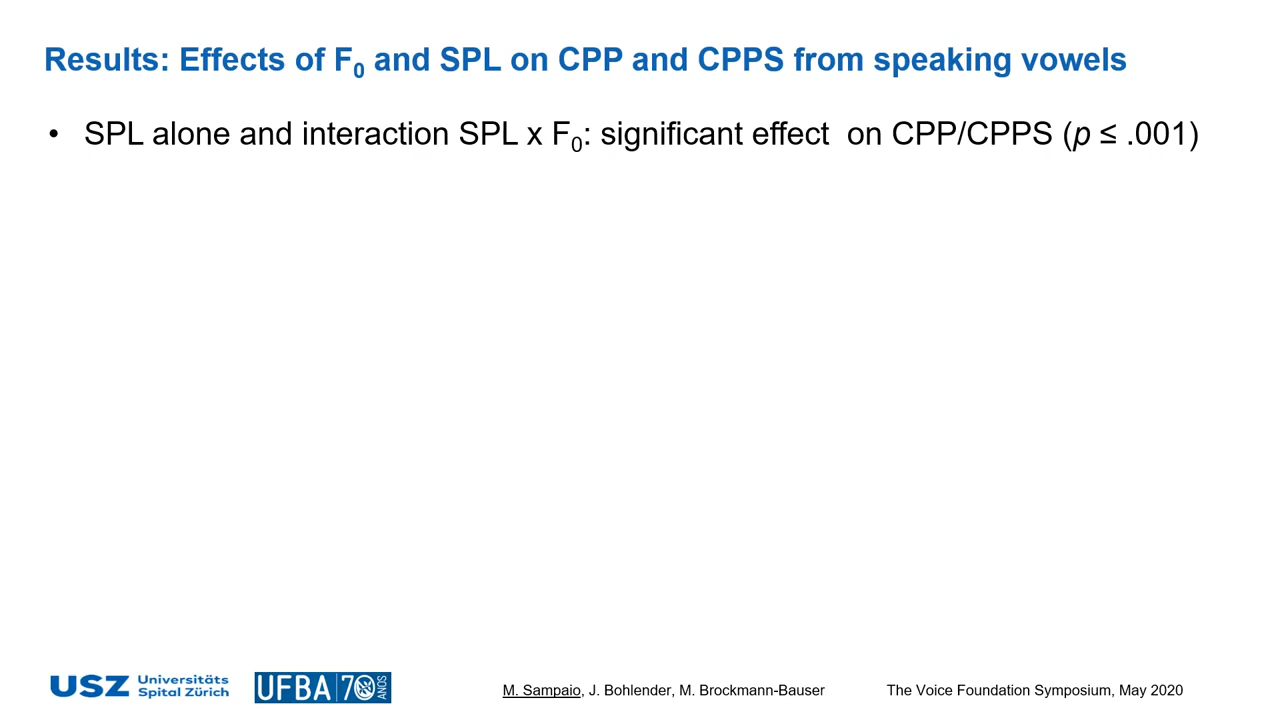 Results: Effects of F0 and SPL on CPP and CPPS from speaking vowels
• SPL alone and interaction SPL x F0: significant effect  on CPP/CPPS (p ≤ .001)
USZ Universitäts
Spital Zürich
UFBA 70 ANOS
M. Sampaio, J. Bohlender, M. Brockmann-Bauser
The Voice Foundation Symposium, May 2020